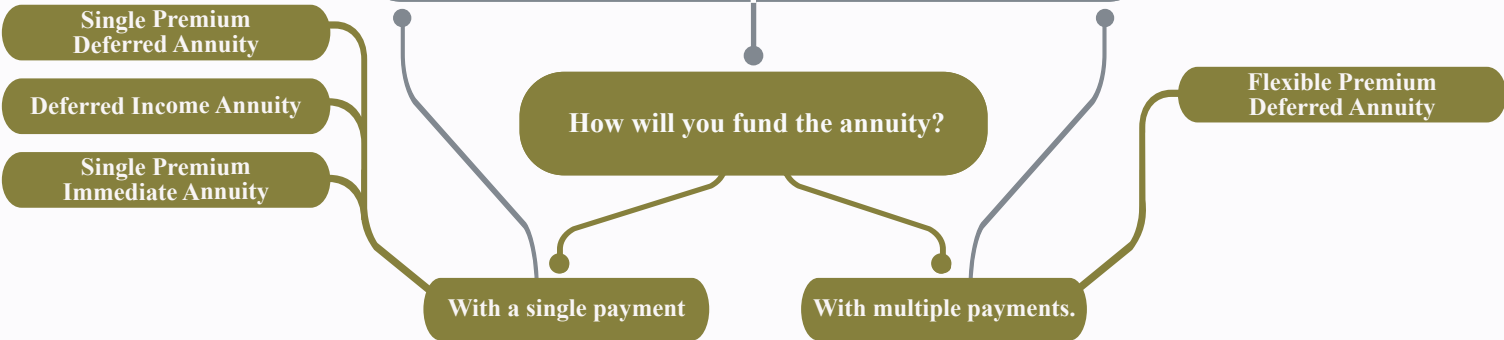 Single Premium
Deferred Annuity
Deferred Income Annuity
Single Premium
Immediate Annuity
How will you fund the annuity?
Flexible Premium
Deferred Annuity
With a single payment
With multiple payments.